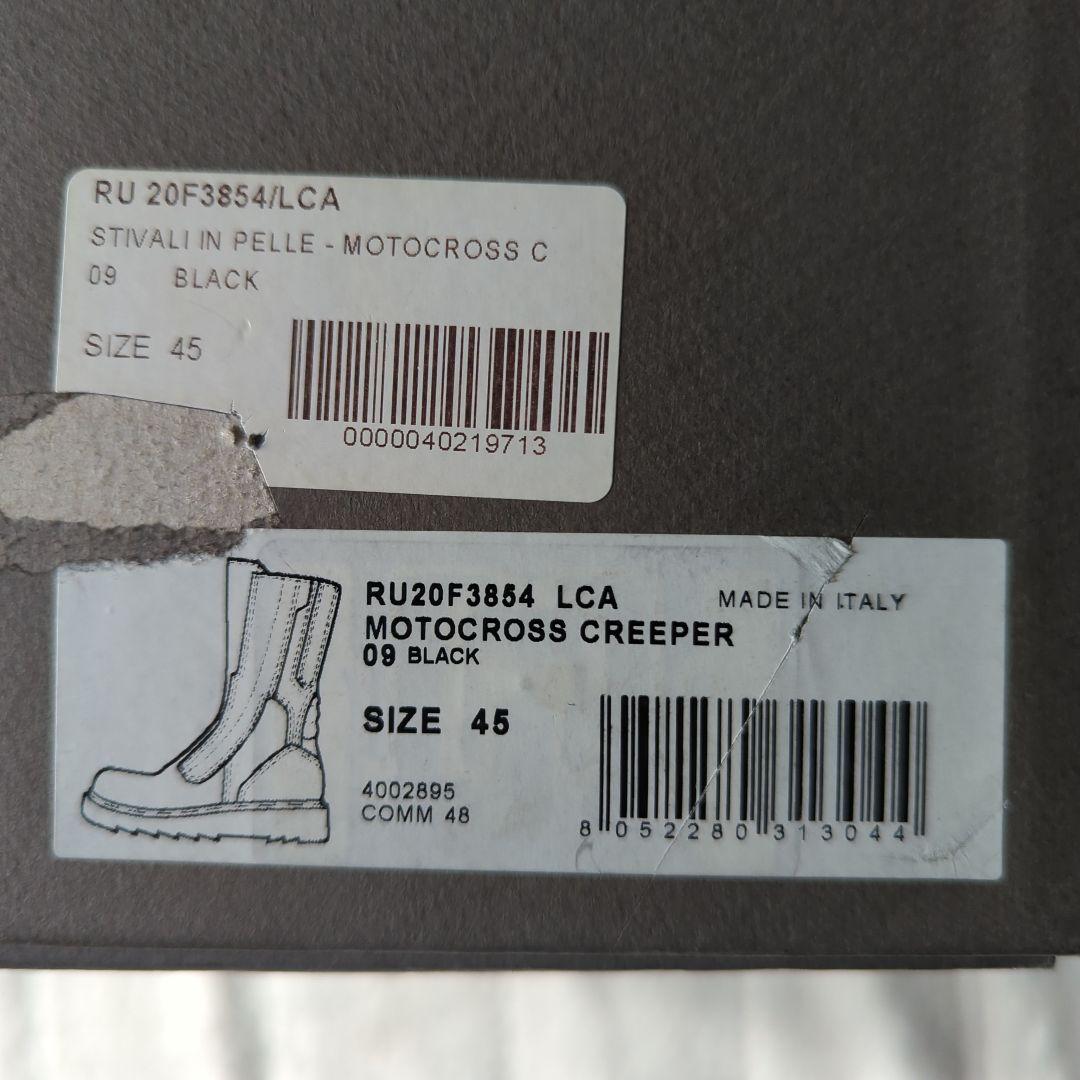 RU 20F3854/LCA
STIVALI IN PELLE - MOTOCROSS C
09 BLACK
SIZE 45
0000040219713
RU20F3854 LCA MADE IN ITALY
MOTOCROSS CREEPER
09 BLACK
SIZE 45
4002895
COMM 48
8 052280 313044